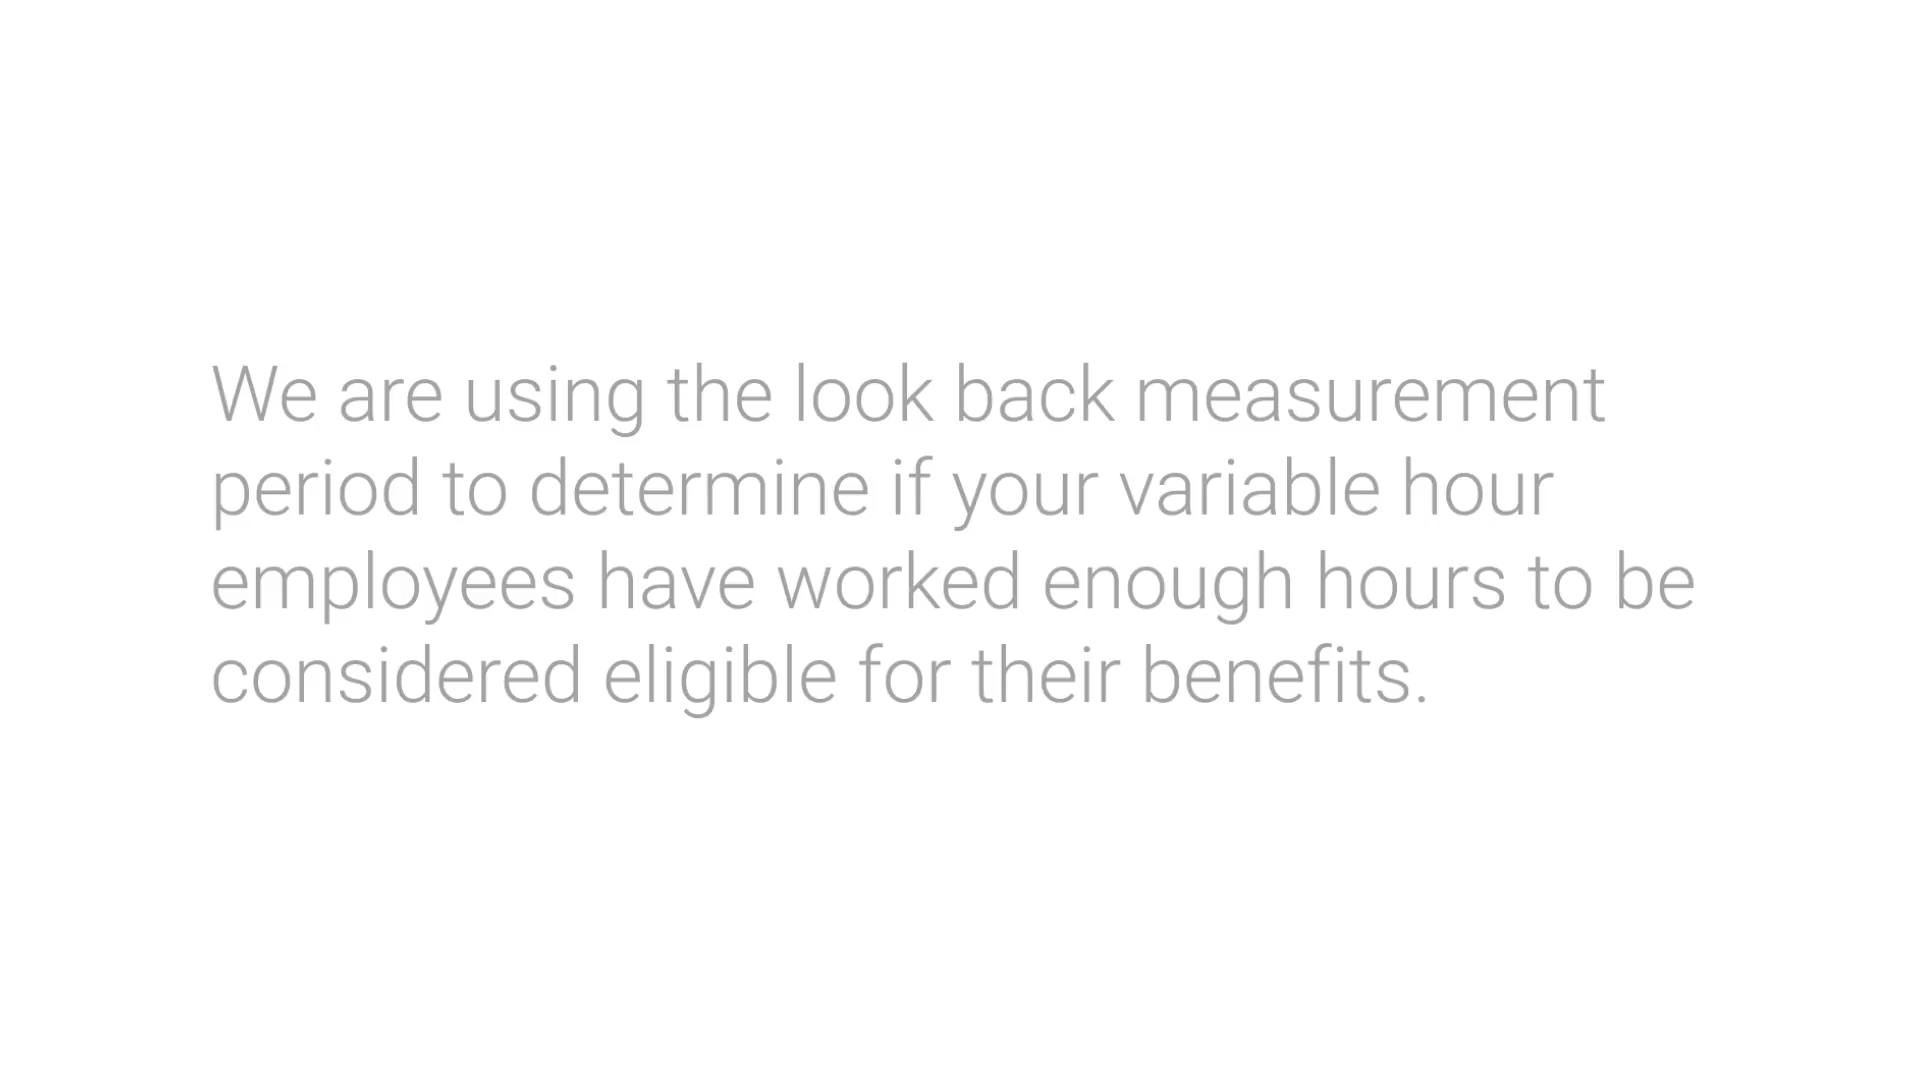 We are using the look back measurement
period to determine if your variable hour
employees have worked enough hours to be
considered eligible for their benefits.